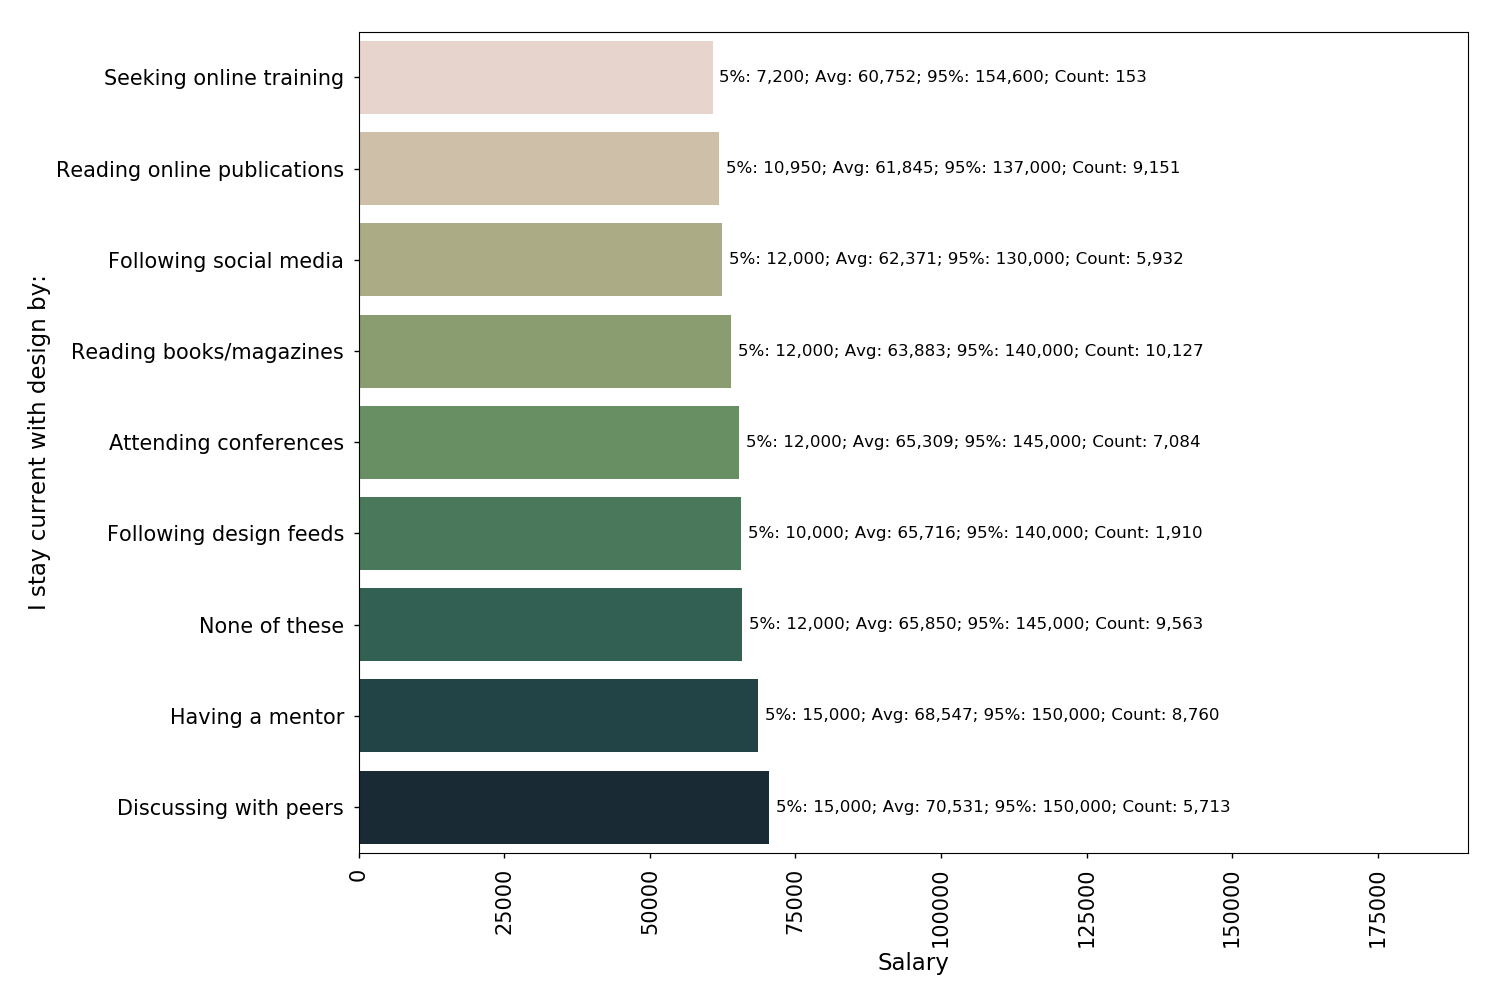 I stay current with design by:
Seeking online training
5%: 7,200; Avg: 60,752; 95%: 154,600; Count: 153
Reading online publications
5%: 10,950; Avg: 61,845; 95%: 137,000; Count: 9,151
Following social media
5%: 12,000; Avg: 62,371; 95%: 130,000; Count: 5,932
Reading books/magazines
5%: 12,000; Avg: 63,883; 95%: 140,000; Count: 10,127
Attending conferences
5%: 12,000; Avg: 65,309; 95%: 145,000; Count: 7,084
Following design feeds
5%: 10,000; Avg: 65,716; 95%: 140,000; Count: 1,910
None of these
5%: 12,000; Avg: 65,850; 95%: 145,000; Count: 9,563
Having a mentor
5%: 15,000; Avg: 68,547; 95%: 150,000; Count: 8,760
Discussing with peers
5%: 15,000; Avg: 70,531; 95%: 150,000; Count: 5,713
0
25000
50000
75000
100000
125000
150000
175000
Salary